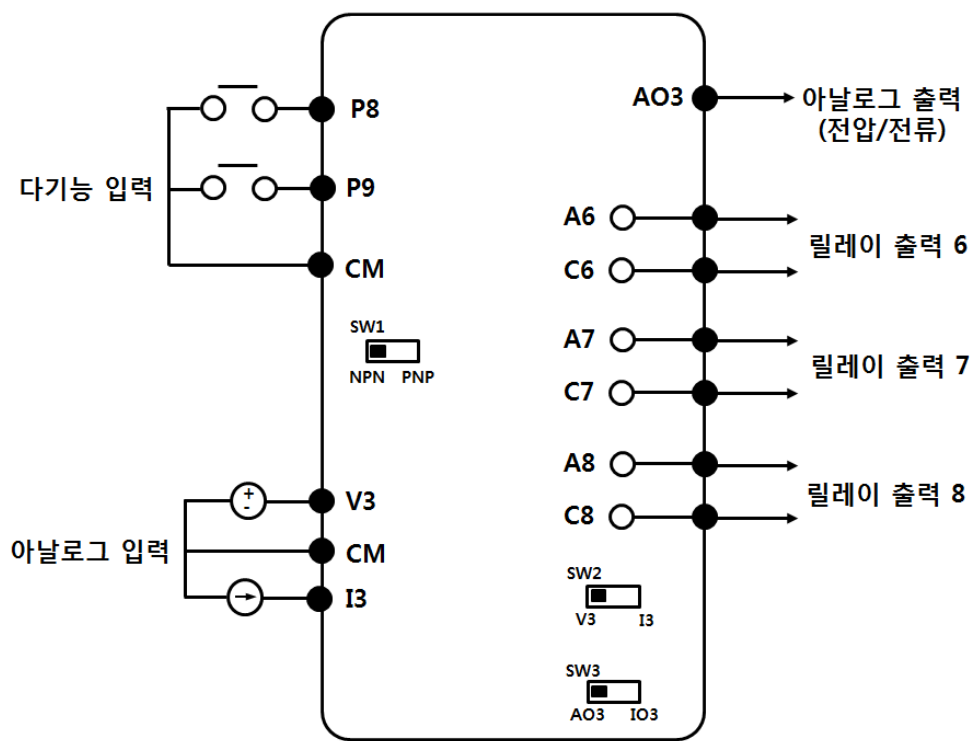 다기능 입력
P8
P9
CM
SW1
NPN PNP
아날로그 입력
+
-
V3
CM
I3
AO3
아날로그 출력
(전압/전류)
A6
C6
릴레이 출력 6
A7
C7
릴레이 출력 7
A8
C8
릴레이 출력 8
SW2
V3 I3
SW3
AO3 IO3